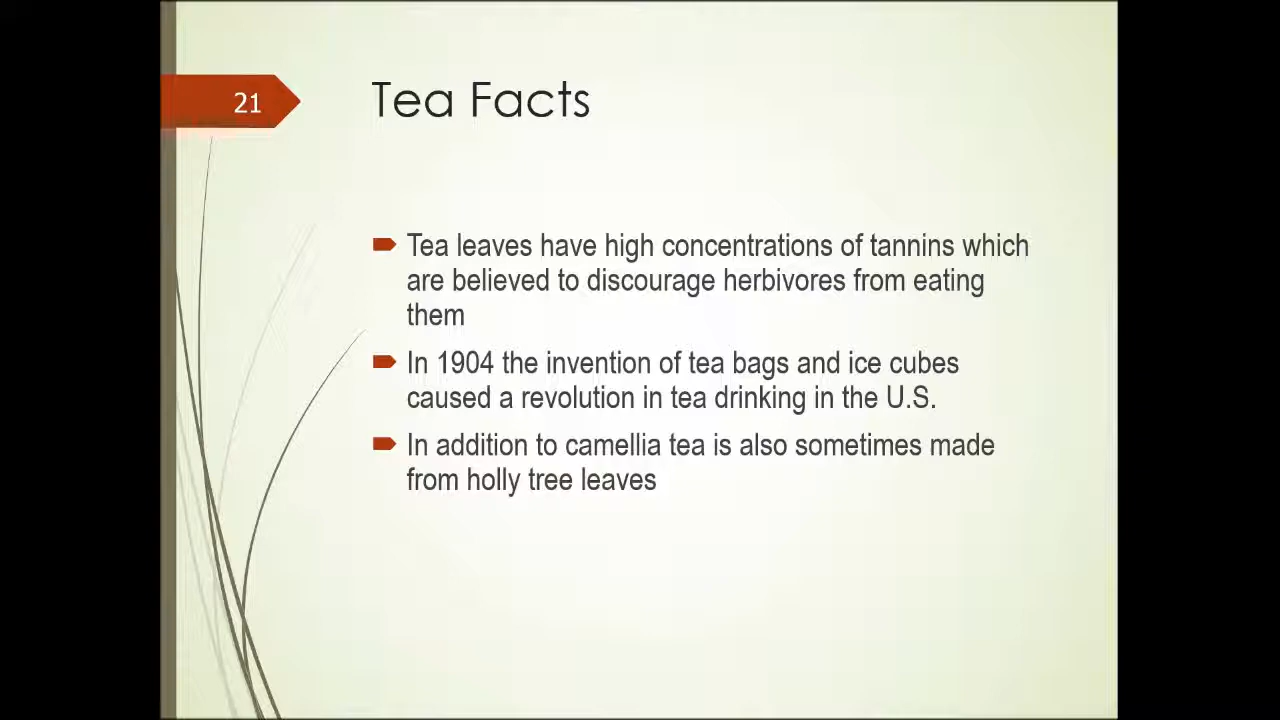 21
Tea Facts
Tea leaves have high concentrations of tannins which
are believed to discourage herbivores from eating
them
In 1904 the invention of tea bags and ice cubes
caused a revolution in tea drinking in the U.S.
In addition to camellia tea is also sometimes made
from holly tree leaves